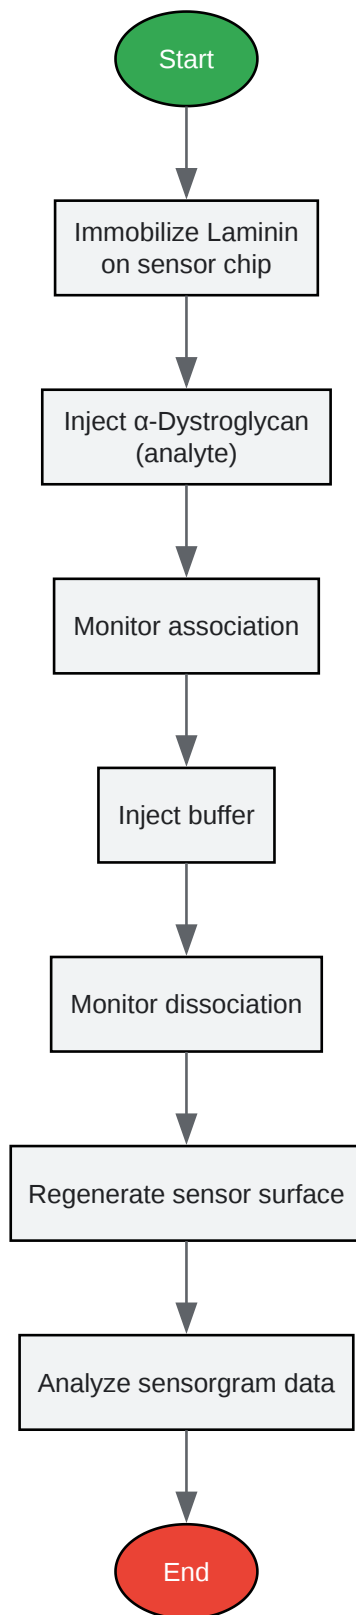 Start
Immobilize Laminin
on sensor chip
Inject α-Dystroglycan
(analyte)
Monitor association
Inject buffer
Monitor dissociation
Regenerate sensor surface
Analyze sensorgram data
End